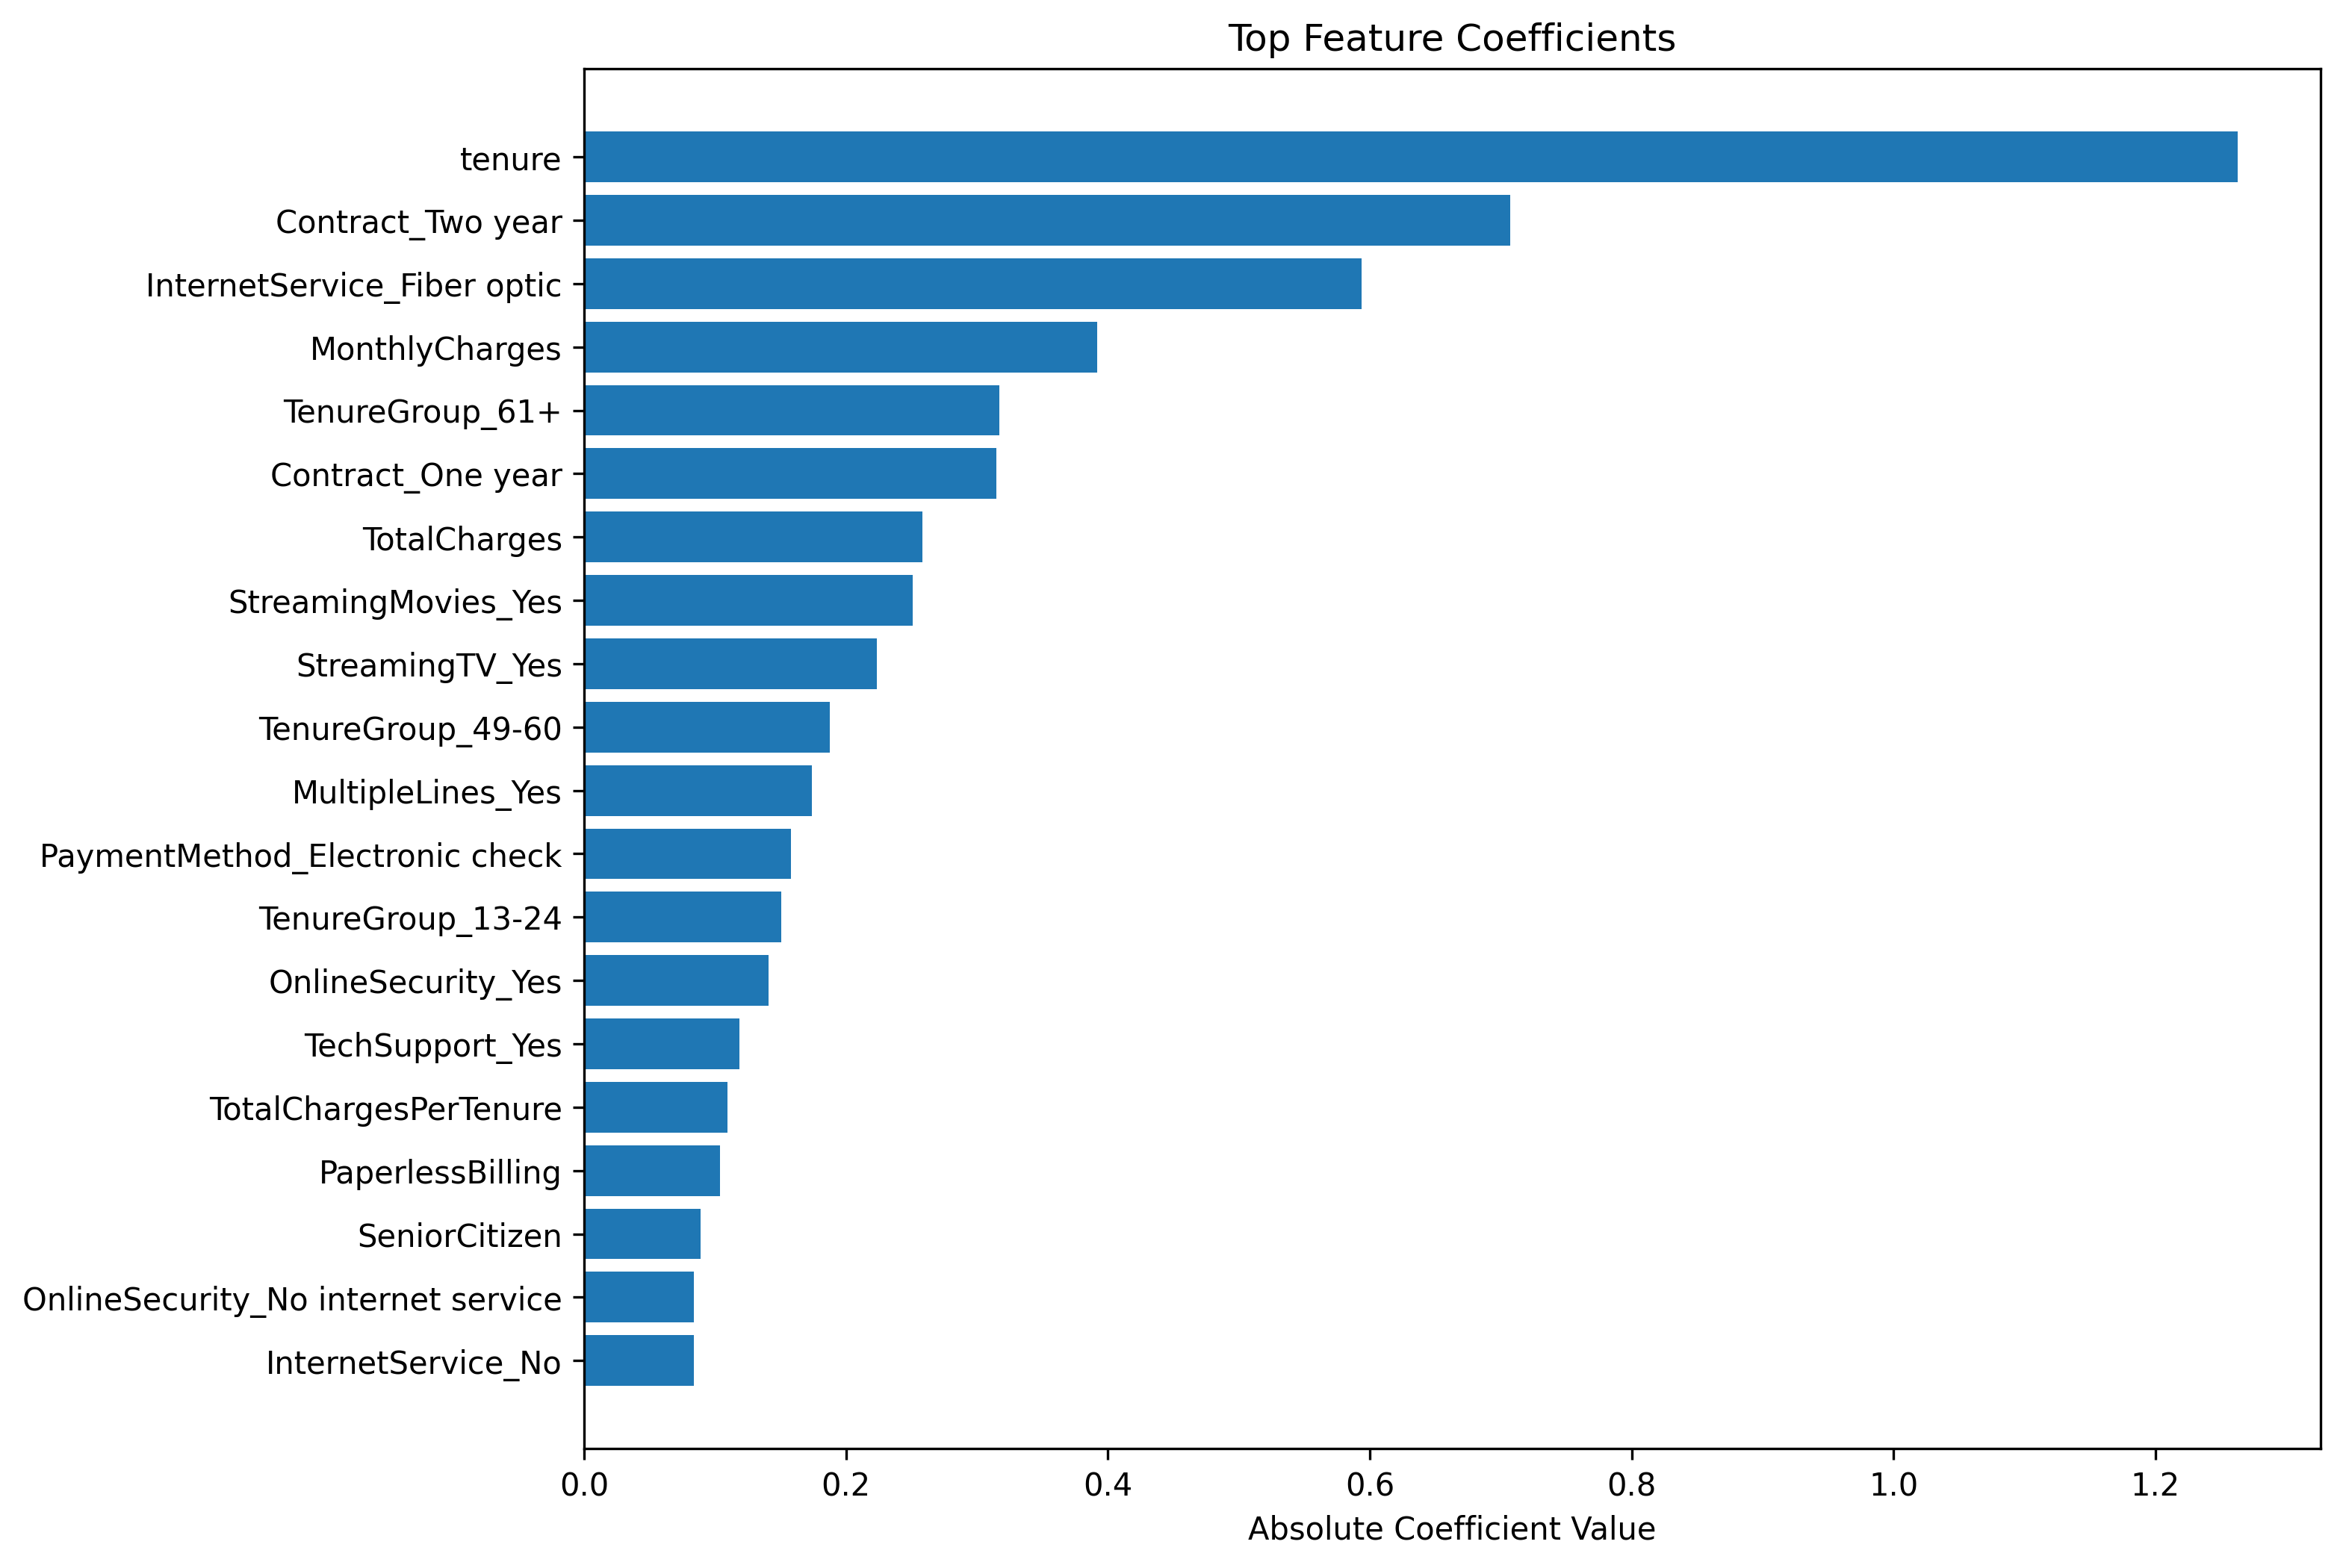 Top Feature Coefficients
tenure
Contract_Two year
InternetService_Fiber optic
MonthlyCharges
TenureGroup_61+
Contract_One year
TotalCharges
StreamingMovies_Yes
StreamingTV_Yes
TenureGroup_49-60
MultipleLines_Yes
PaymentMethod_Electronic check
TenureGroup_13-24
OnlineSecurity_Yes
TechSupport_Yes
TotalChargesPerTenure
PaperlessBilling
SeniorCitizen
OnlineSecurity_No internet service
InternetService_No
0.0 0.2 0.4 0.6 0.8 1.0 1.2
Absolute Coefficient Value